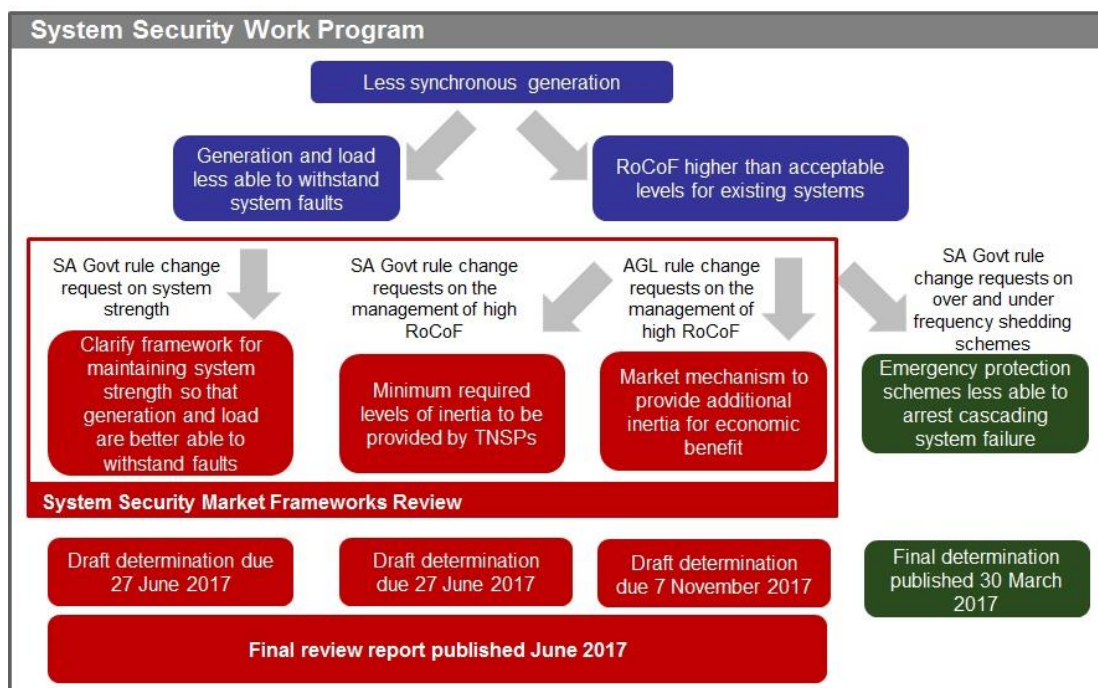 System Security Work Program
Less synchronous generation
Generation and load
less able to withstand
system faults
RoCoF higher than acceptable
levels for existing systems
SA Govt rule change
request on system
strength
SA Govt rule change
requests on the
management of high
RoCoF
AGL rule change
requests on the
management of
high RoCoF
SA Govt rule
change requests on
over and under
frequency shedding
schemes
Clarify framework for
maintaining system
strength so that
generation and load
are better able to
withstand faults
Minimum required
levels of inertia to be
provided by TNSPs
Market mechanism to
provide additional
inertia for economic
benefit
Emergency protection
schemes less able to
arrest cascading
system failure
System Security Market Frameworks Review
Draft determination due
27 June 2017
Draft determination
due 27 June 2017
Draft determination
due 7 November 2017
Final determination
published 30 March
2017
Final review report published June 2017